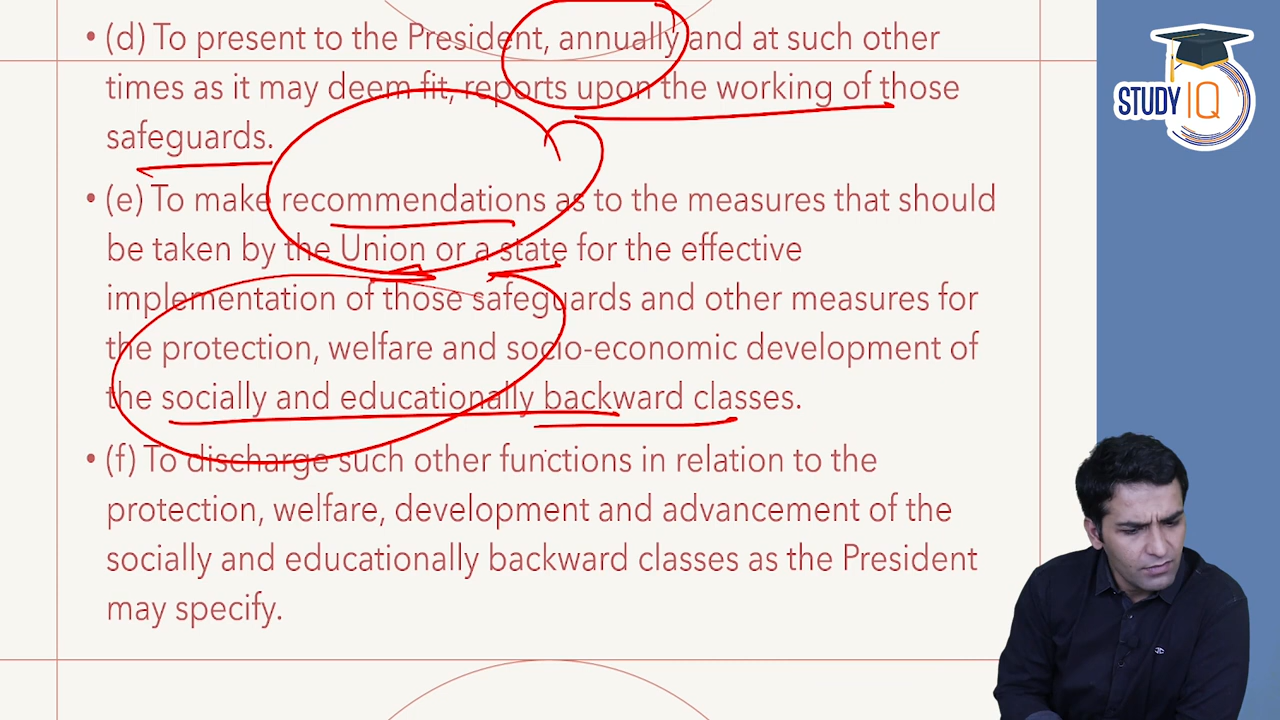 • (d) To present to the President, annually and at such other
times as it may deem fit, reports upon the working of those
safeguards.
• (e) To make recommendations as to the measures that should
be taken by the Union or a state for the effective
implementation of those safeguards and other measures for
the protection, welfare and socio-economic development of
the socially and educationally backward classes.
• (f) To discharge such other functions in relation to the
protection, welfare, development and advancement of the
socially and educationally backward classes as the President
may specify.
STUDY IQ